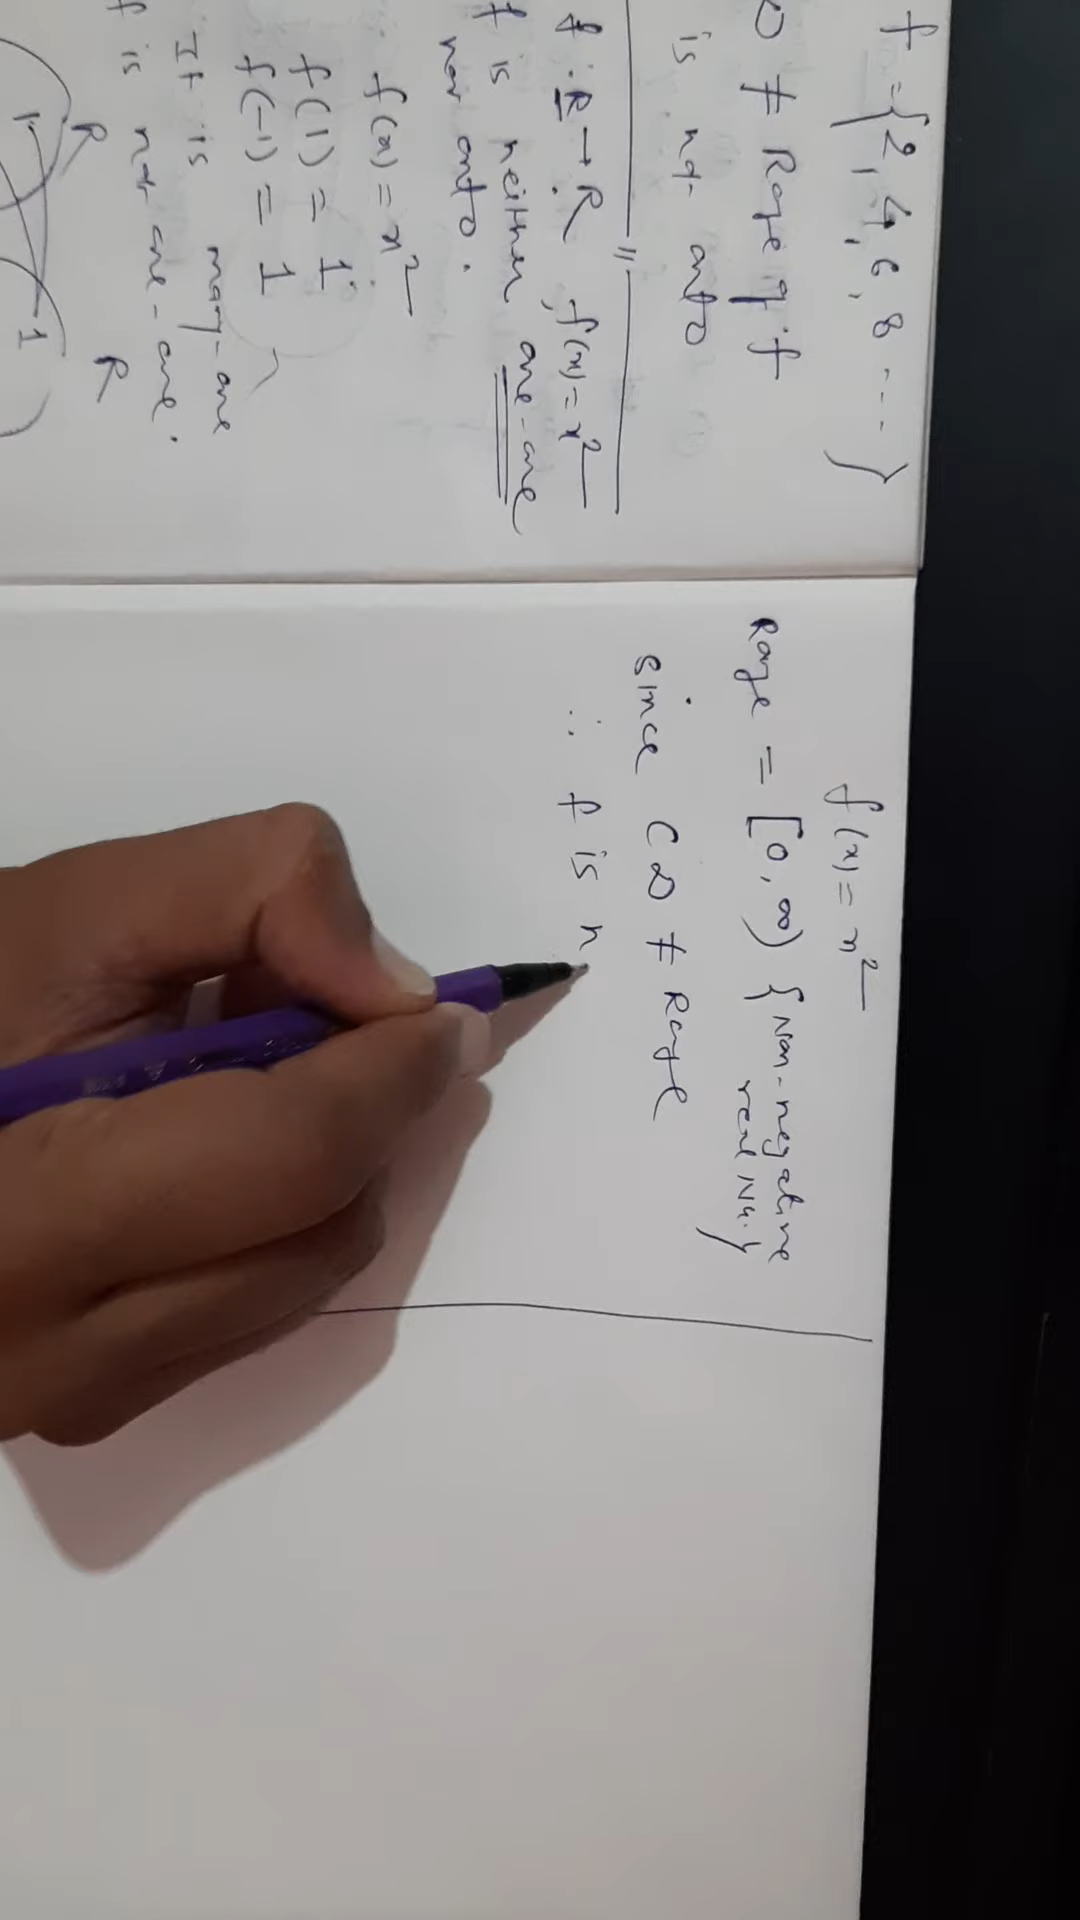 f = {2, 4, 6, 8 ... }
≠ Range of f
is not onto
f : R → R, f(x) = x²
f is neither one-one
nor onto.
f(x) = x²
f(1) = 1
f(-1) = 1
It is many-one
f is not one-one.
R R
1 1
f(x) = x²
Range = [0, ∞) {Non-negative
real No.}
Since CD ≠ Range
∴ f is n